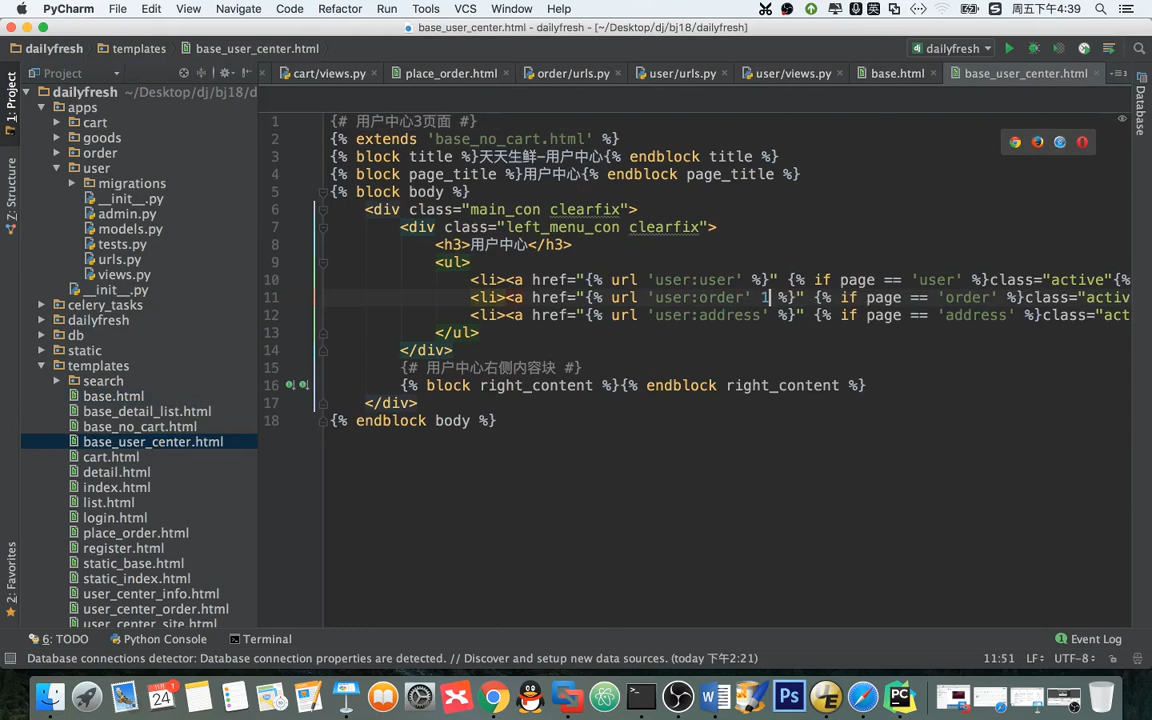 PyCharm File Edit View Navigate Code Refactor Run Tools VCS Window Help 周五下午4:39
base_user_center.html - dailyfresh - [~/Desktop/dj/bj18/dailyfresh]
dailyfresh templates base_user_center.html dailyfresh
Project cart/views.py place_order.html order/urls.py user/urls.py user/views.py base.html base_user_center.html
1: Project
Z: Structure
2: Favorites
Database
dailyfresh ~/Desktop/dj/bj18/d
apps
cart
goods
order
user
migrations
__init__.py
admin.py
models.py
tests.py
urls.py
views.py
__init__.py
celery_tasks
dailyfresh
db
static
templates
search
base.html
base_detail_list.html
base_no_cart.html
base_user_center.html
cart.html
detail.html
index.html
list.html
login.html
place_order.html
register.html
static_base.html
static_index.html
user_center_info.html
user_center_order.html
user_center_site.html
1 {# 用户中心3页面 #}
2 {% extends 'base_no_cart.html' %}
3 {% block title %}天天生鲜-用户中心{% endblock title %}
4 {% block page_title %}用户中心{% endblock page_title %}
5 {% block body %}
6 <div class="main_con clearfix">
7 <div class="left_menu_con clearfix">
8 <h3>用户中心</h3>
9 <ul>
10 <li><a href="{% url 'user:user' %}" {% if page == 'user' %}class="active"{%
11 <li><a href="{% url 'user:order' 1 %}" {% if page == 'order' %}class="activ
12 <li><a href="{% url 'user:address' %}" {% if page == 'address' %}class="act
13 </ul>
14 </div>
15 {# 用户中心右侧内容块 #}
16 {% block right_content %}{% endblock right_content %}
17 </div>
18 {% endblock body %}
6: TODO Python Console Terminal 1 Event Log
Database connections detector: Database connection properties are detected. // Discover and setup new data sources. (today 下午2:21) 11:51 LF÷ UTF-8÷